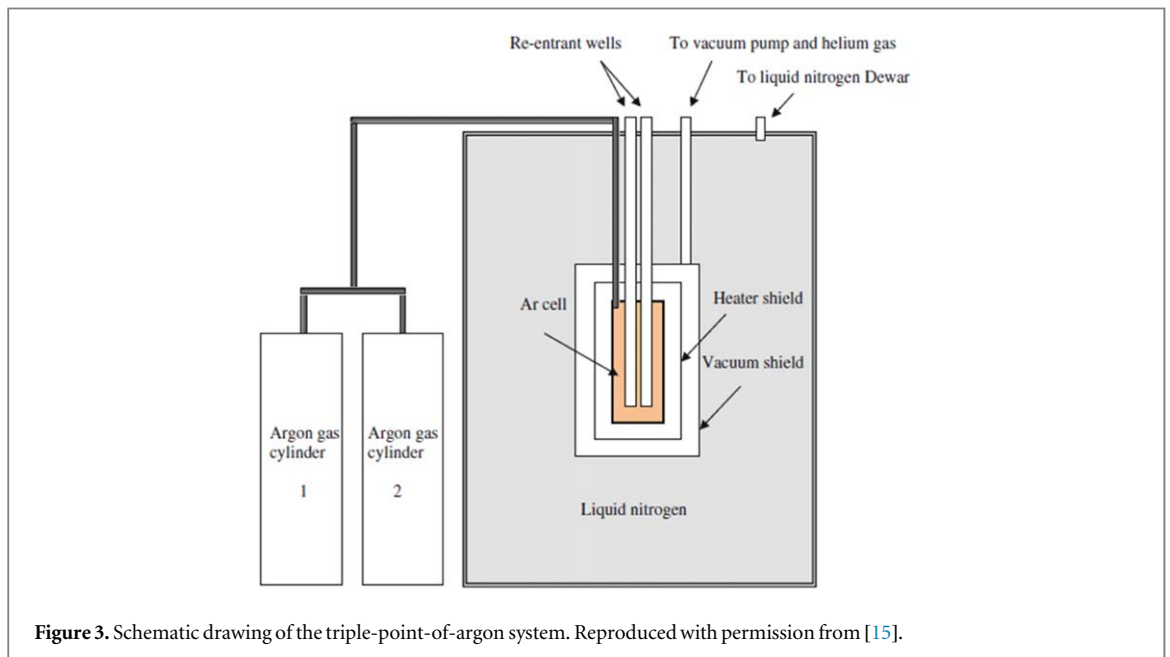 Re-entrant wells
To vacuum pump and helium gas
To liquid nitrogen Dewar
Ar cell
Heater shield
Vacuum shield
Argon gas
cylinder
1
Argon gas
cylinder
2
Liquid nitrogen
Figure 3. Schematic drawing of the triple-point-of-argon system. Reproduced with permission from [15].